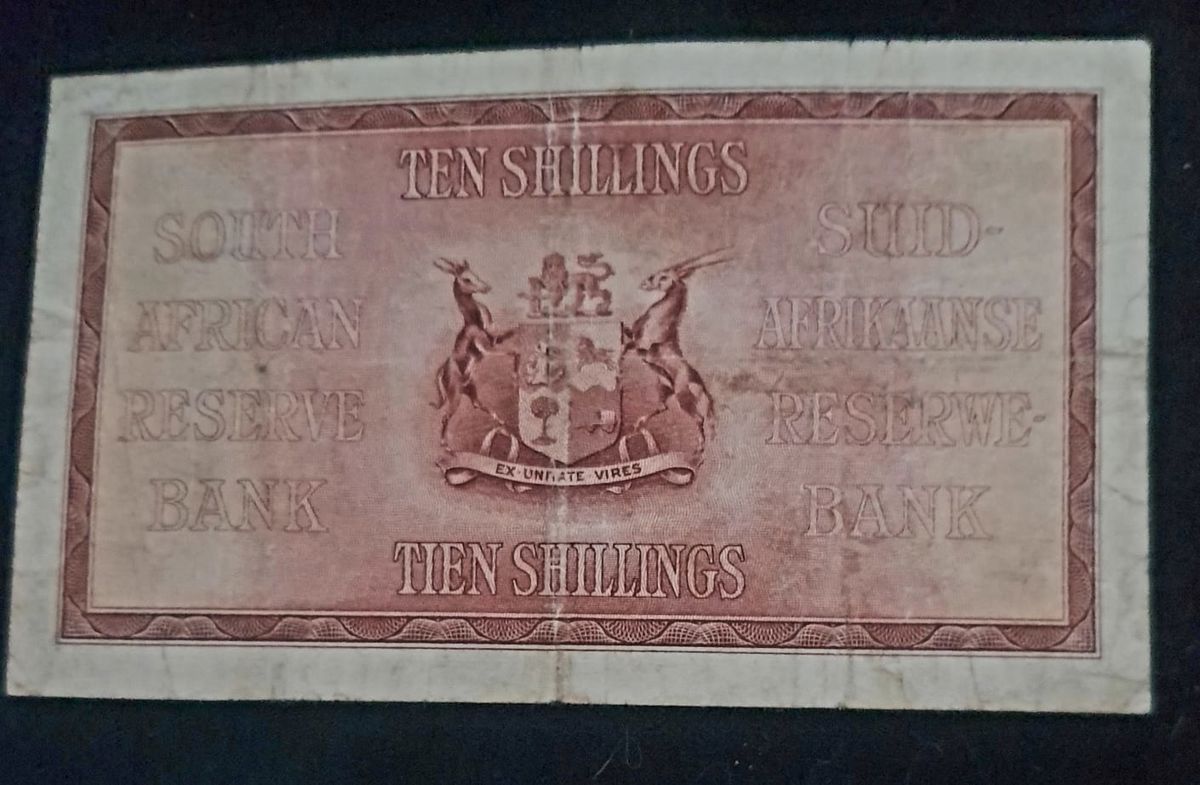 TEN SHILLINGS
SOUTH
AFRICAN
RESERVE
BANK
SUID-
AFRIKAANSE
RESERWE-
BANK
EX·UNITATE·VIRES
TIEN SHILLINGS